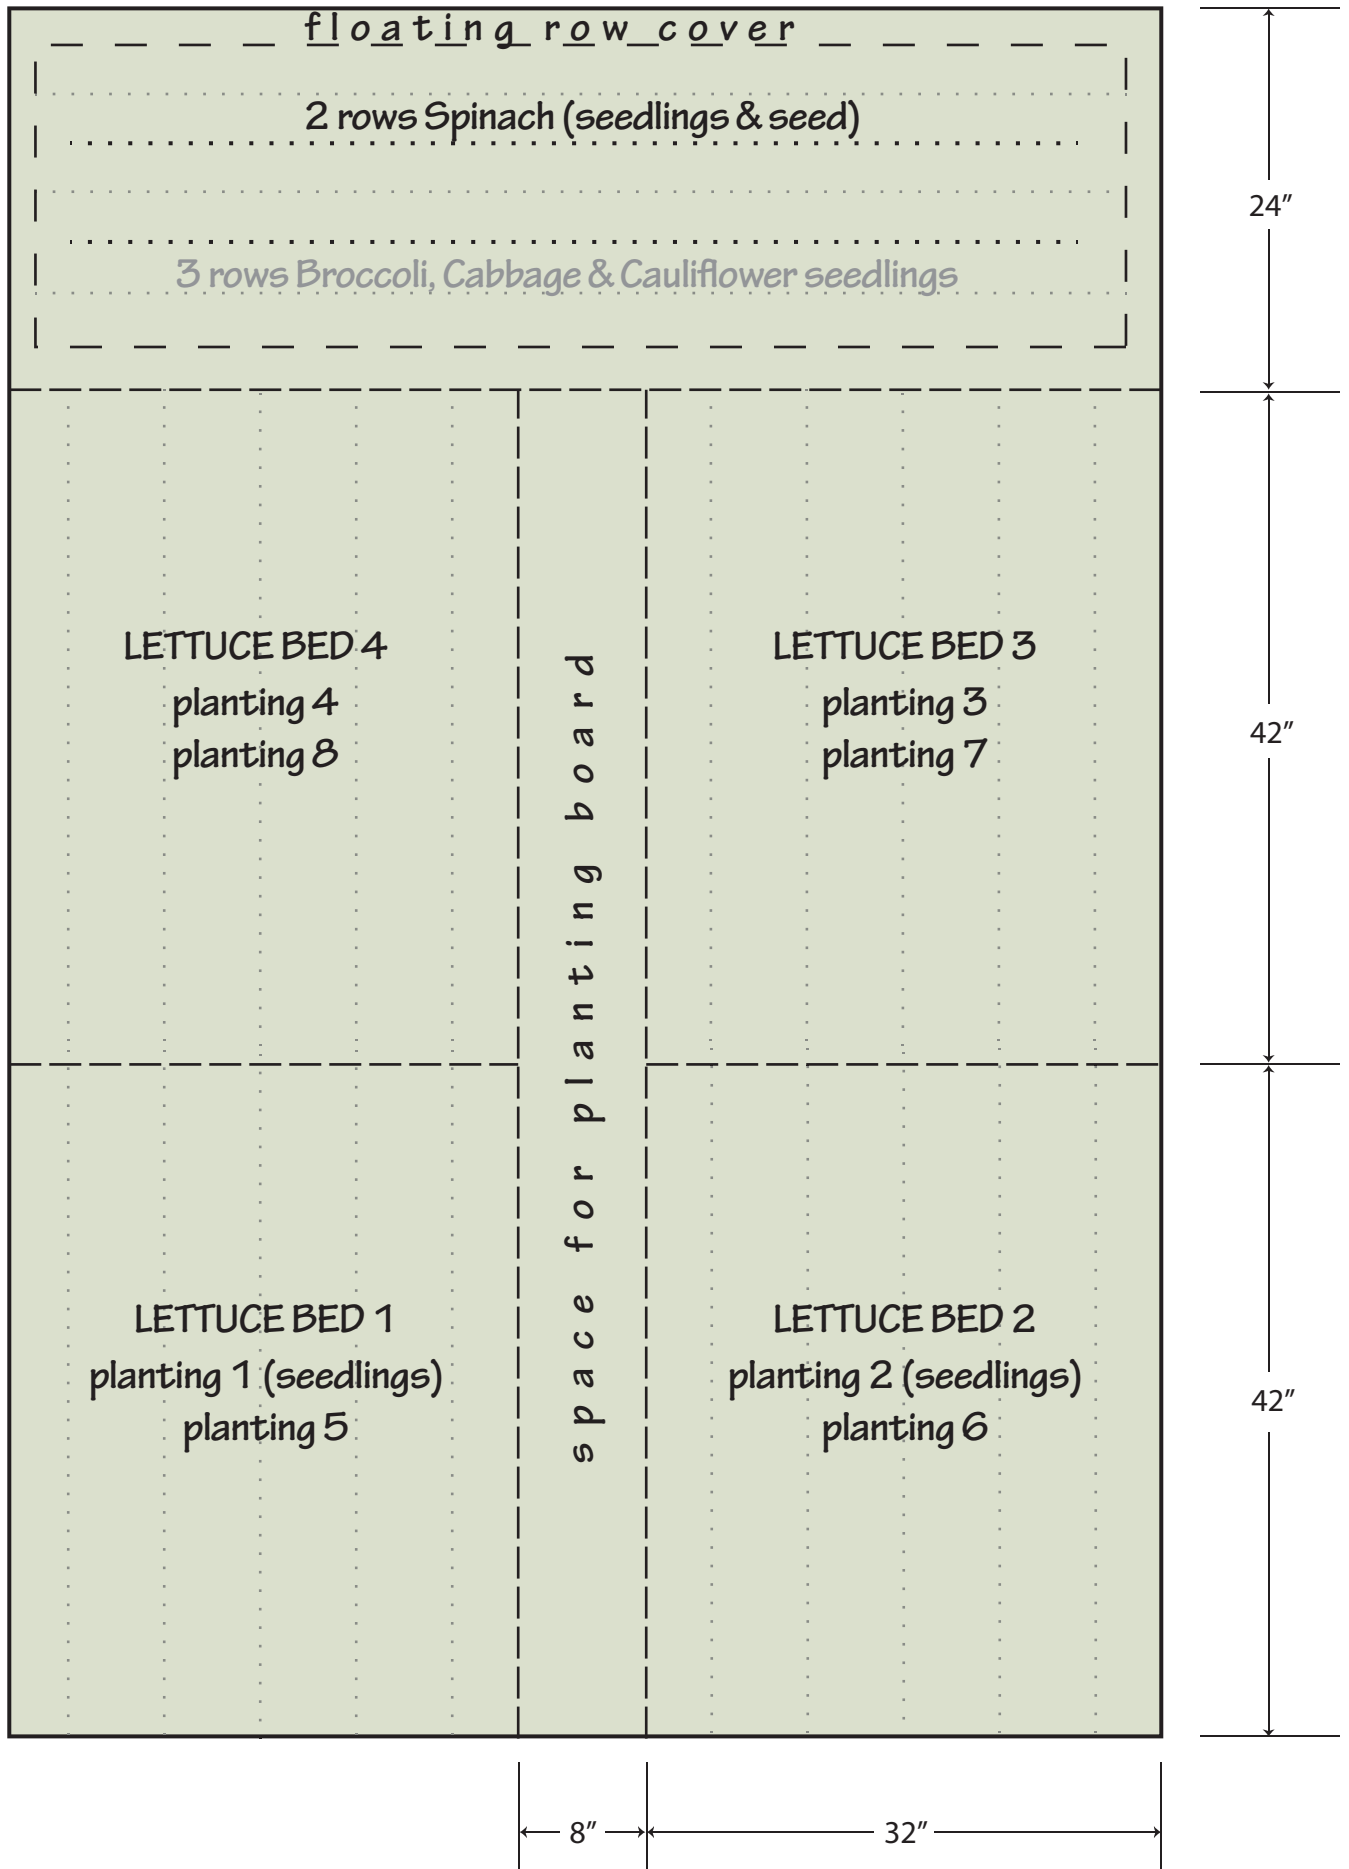 floating row cover
2 rows Spinach (seedlings & seed)
24″
3 rows Broccoli, Cabbage & Cauliflower seedlings
LETTUCE BED 4
planting 4
planting 8
LETTUCE BED 3
planting 3
planting 7
42″
space for planting board
LETTUCE BED 1
planting 1 (seedlings)
planting 5
LETTUCE BED 2
planting 2 (seedlings)
planting 6
42″
8″
32″